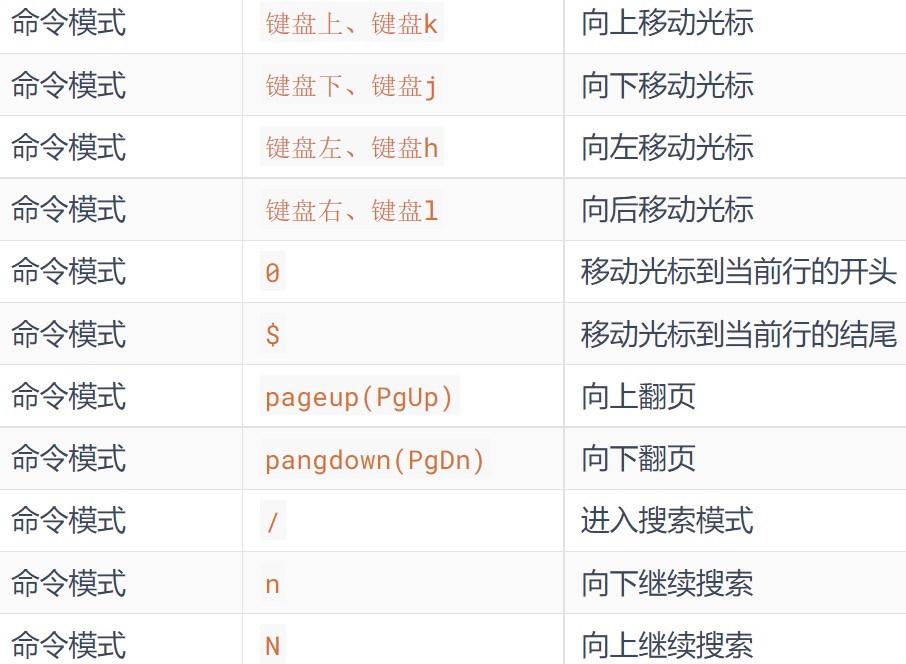 命令模式 键盘上、键盘k 向上移动光标
命令模式 键盘下、键盘j 向下移动光标
命令模式 键盘左、键盘h 向左移动光标
命令模式 键盘右、键盘l 向后移动光标
命令模式 0 移动光标到当前行的开头
命令模式 $ 移动光标到当前行的结尾
命令模式 pageup(PgUp) 向上翻页
命令模式 pangdown(PgDn) 向下翻页
命令模式 / 进入搜索模式
命令模式 n 向下继续搜索
命令模式 N 向上继续搜索